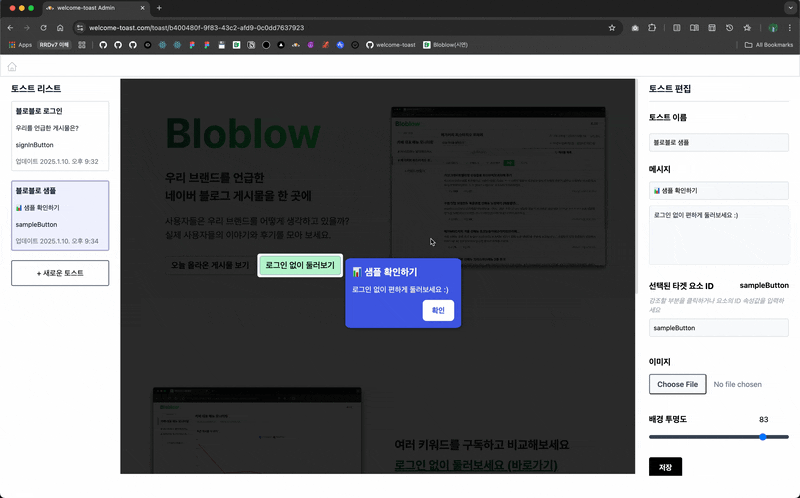 welcome-toast Admin
welcome-toast.com/toast/b400480f-9f83-43c2-afd9-0c0dd7637923
Apps
RRDv7 이해
welcome-toast
Bloblow(시연)
All Bookmarks
토스트 리스트
블로블로 로그인
우리를 언급한 게시물은?
signInButton
업데이트 2025.1.10. 오후 9:32
블로블로 샘플
📊 샘플 확인하기
sampleButton
업데이트 2025.1.10. 오후 9:34
+ 새로운 토스트
Bloblow
우리 브랜드를 언급한
네이버 블로그 게시물을 한 곳에
사용자들은 우리 브랜드를 어떻게 생각하고 있을까?
실제 사용자들의 이야기와 후기를 모아 보세요.
오늘 올라온 게시물 보기
로그인 없이 둘러보기
📊 샘플 확인하기
로그인 없이 편하게 둘러보세요 :)
확인
Bloblow
여러 키워드를 구독하고 비교해보세요
로그인 없이 둘러보세요 (바로가기)
토스트 편집
토스트 이름
블로블로 샘플
메시지
📊 샘플 확인하기
로그인 없이 편하게 둘러보세요 :)
선택된 타겟 요소 ID
sampleButton
강조할 부분을 클릭하거나 요소의 ID 속성값을 입력하
세요
sampleButton
이미지
Choose File
No file chosen
배경 투명도
83
저장